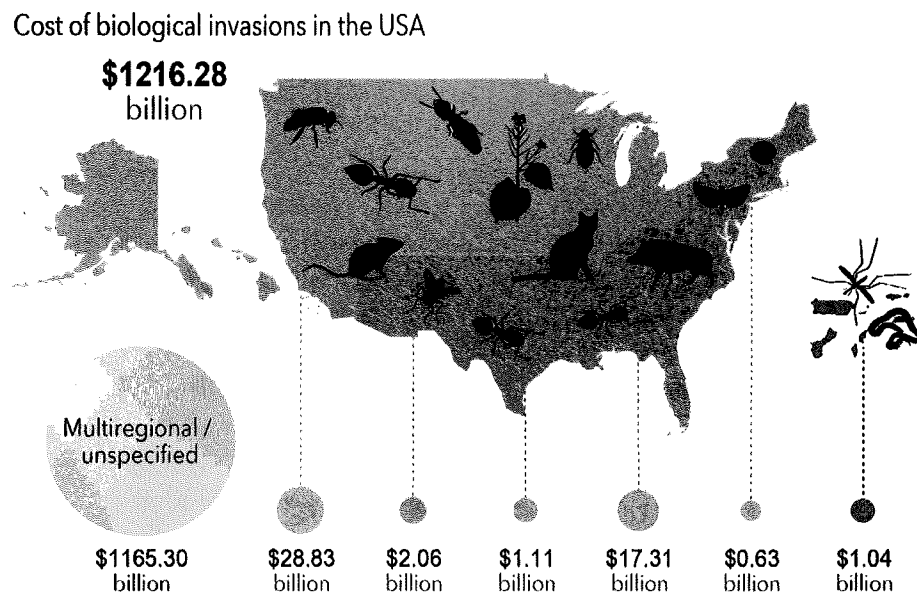 Cost of biological invasions in the USA
$1216.28
billion
Multiregional /
unspecified
$1165.30
billion
$28.83
billion
$2.06
billion
$1.11
billion
$17.31
billion
$0.63
billion
$1.04
billion